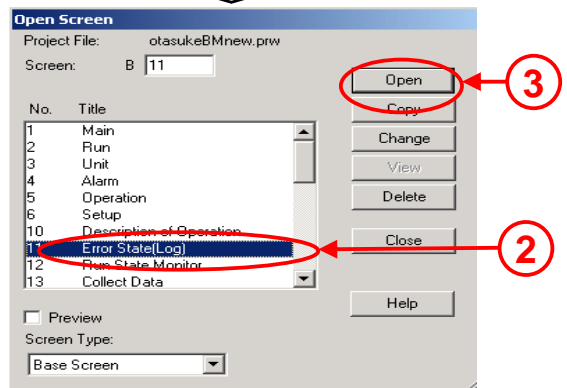 Open Screen
Project File: otasukeBMnew.prw
Screen: B 11
Open
3
Copy
No. Title
1 Main
Change
2 Run
3 Unit
View
4 Alarm
5 Operation
Delete
6 Setup
10 Description of Operation
11 Error State(Log)
Close
2
12 Run State Monitor
13 Collect Data
Help
Preview
Screen Type:
Base Screen